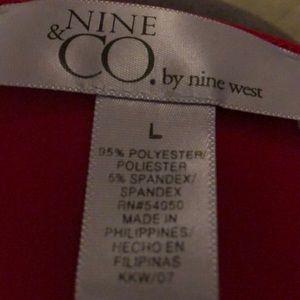 NINE
& CO. by nine west
L
95% POLYESTER/
POLIESTER
5% SPANDEX/
SPANDEX
RN#54050
MADE IN
PHILIPPINES/
HECHO EN
FILIPINAS
KKW/07